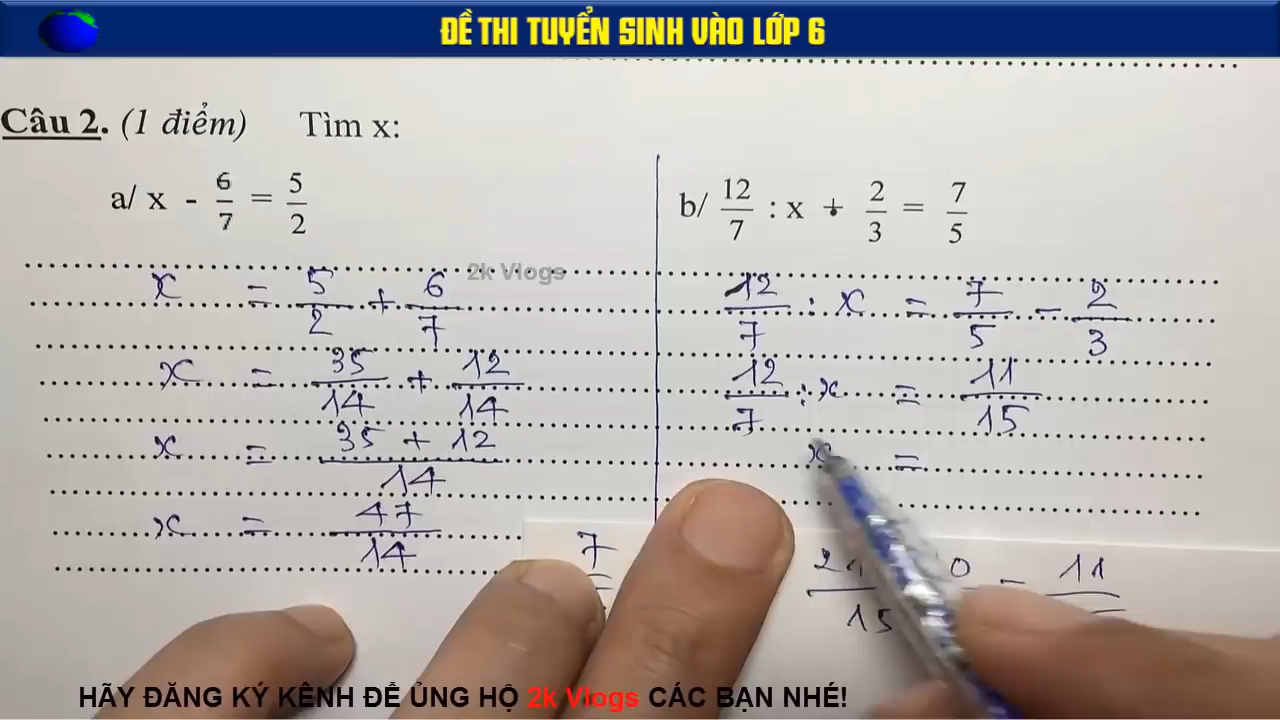 ĐỀ THI TUYỂN SINH VÀO LỚP 6
Câu 2. (1 điểm) Tìm x:
a/ x - 6/7 = 5/2
x = 5/2 + 6/7
x = 35/14 + 12/14
x = 35 + 12/14
x = 47/14
b/ 12/7 : x + 2/3 = 7/5
12/7 : x = 7/5 - 2/3
12/7 : x = 11/15
x =
2k Vlogs
7
15
11
HÃY ĐĂNG KÝ KÊNH ĐỂ ỦNG HỘ 2k Vlogs CÁC BẠN NHÉ!